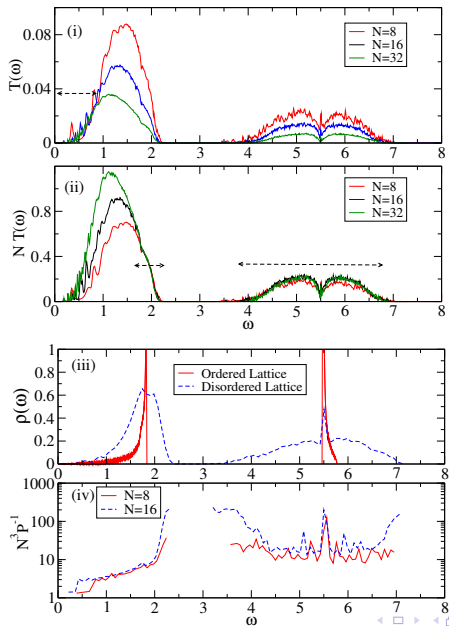 (i)
N=8
N=16
N=32
T(ω)
0.08
0.04
0
0 1 2 3 4 5 6 7 8
(ii)
N=8
N=16
N=32
N T(ω)
0.8
0.4
0
0 1 2 3 4 5 6 7 8
ω
(iii)
Ordered Lattice
Disordered Lattice
ρ(ω)
1
0.8
0.6
0.4
0.2
0
(iv)
N=8
N=16
N³P⁻¹
1000
100
10
1
0 1 2 3 4 5 6 7 8
ω